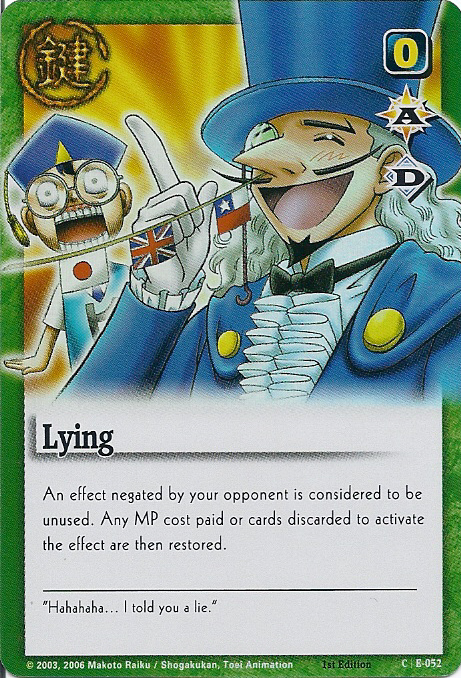 鍵
0
A
D
Lying
An effect negated by your opponent is considered to be
unused. Any MP cost paid or cards discarded to activate
the effect are then restored.
"Hahahaha... I told you a lie."
© 2003, 2006 Makoto Raiku / Shogakukan, Toei Animation 1st Edition C | E-052